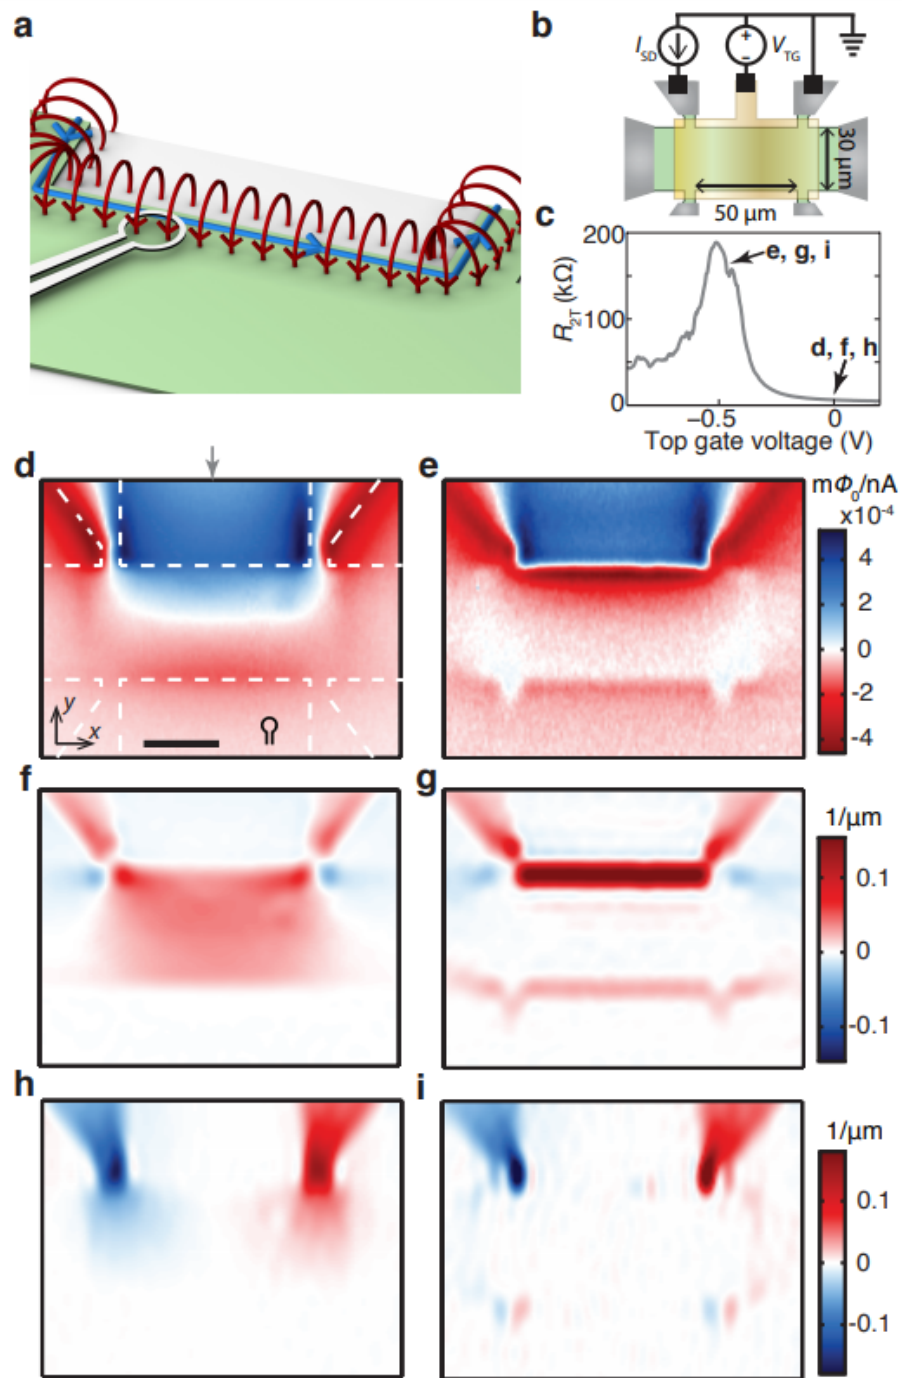 a
b
I_SD
+
−
V_TG
30 µm
50 µm
c
200
100
0
R_2T (kΩ)
e, g, i
d, f, h
−0.5
0
Top gate voltage (V)
d
e
mΦ₀/nA
x10⁻⁴
4
2
0
-2
-4
y
x
f
g
1/µm
0.1
0
-0.1
h
i
1/µm
0.1
0
-0.1